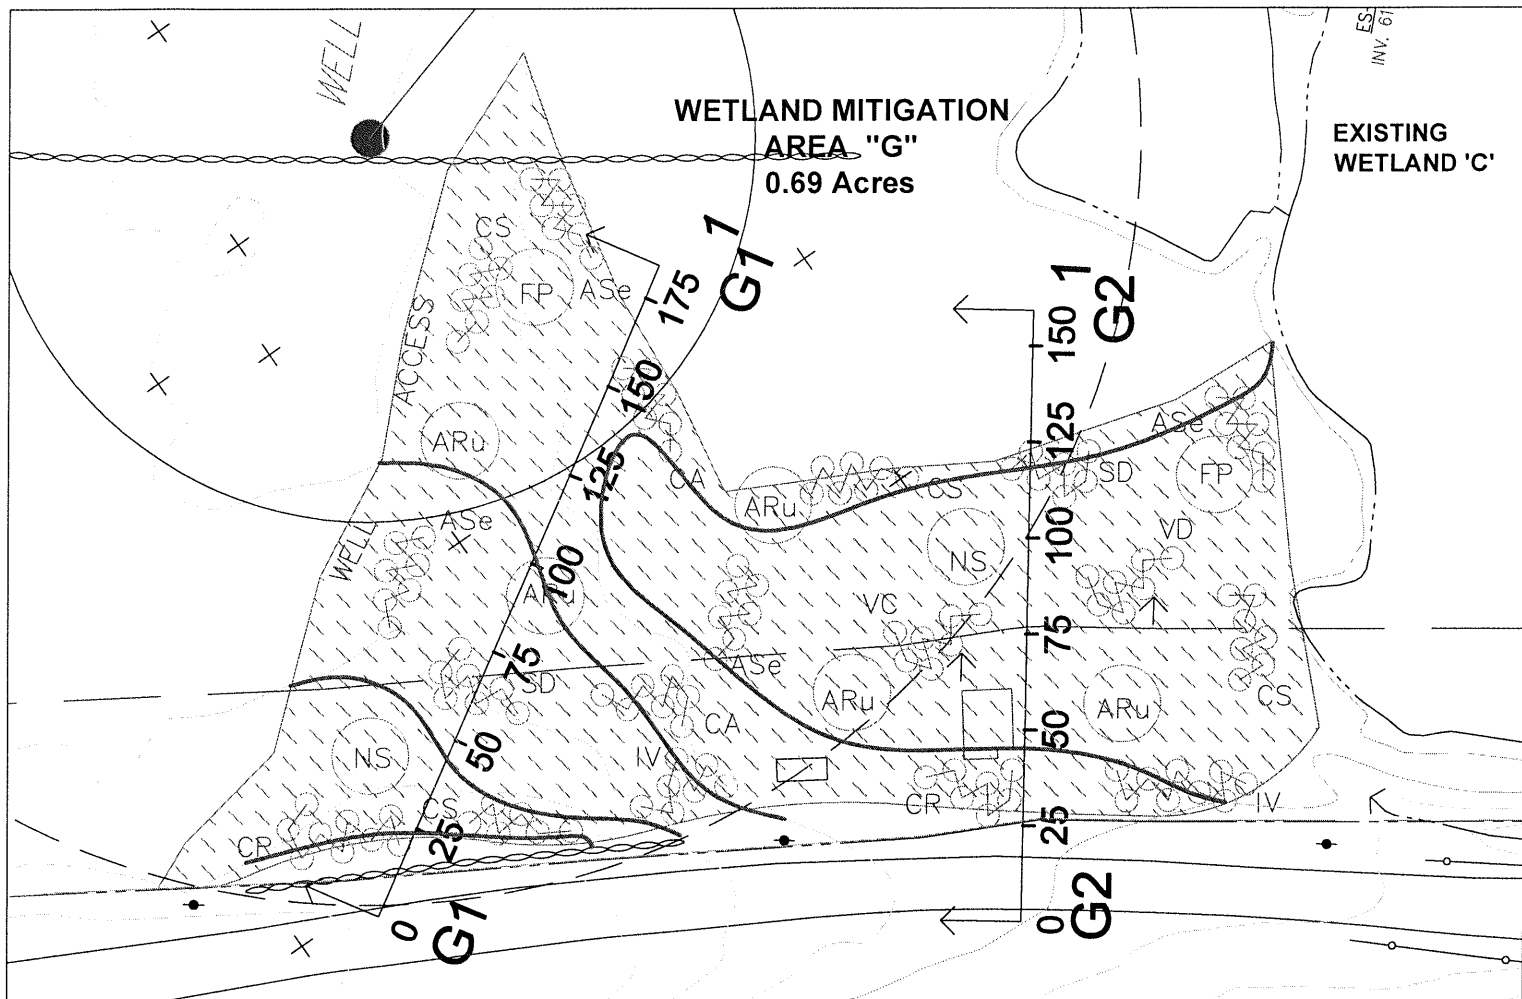 WELL
WETLAND MITIGATION
AREA "G"
0.69 Acres
ES-
INV. 61
EXISTING
WETLAND 'C'
CS
FP
ASe
ACCESS
WELL
ARu
ASe
CA
ARu
CS
SD
ASe
FP
NS
VD
VC
ARu
ASe
SD
CA
ARu
ARu
CS
NS
IV
CS
CR
CR
IV
G1 1
175
150
125
100
75
50
25
0
G1
G2 1
150
125
100
75
50
25
0
G2